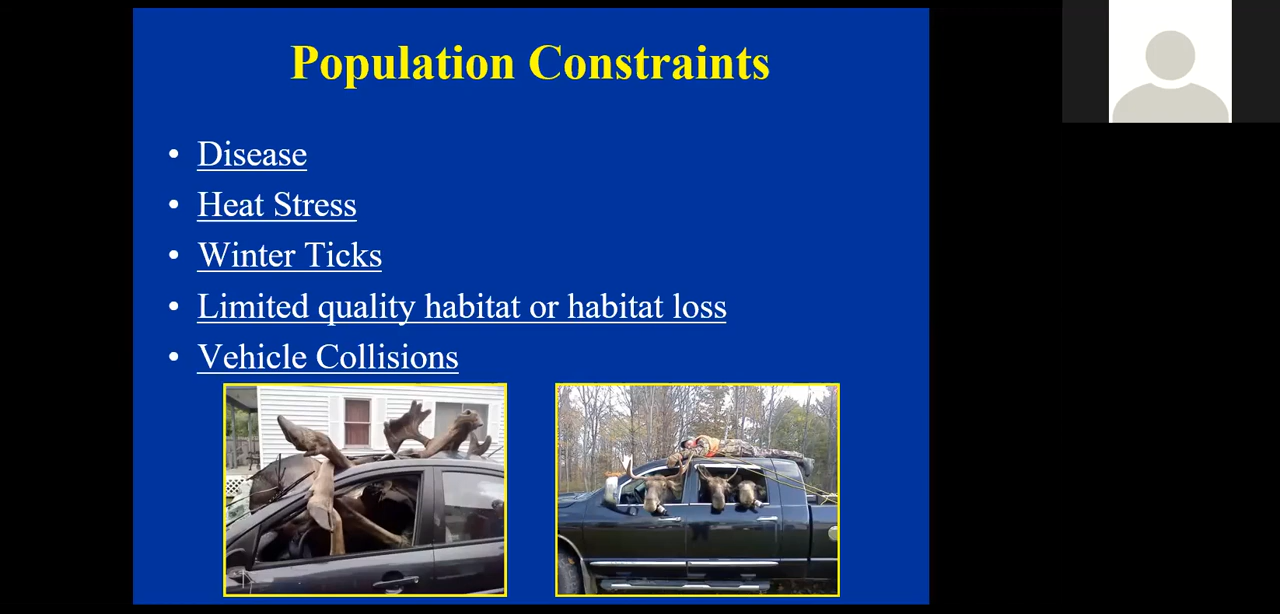 Population Constraints
• Disease
• Heat Stress
• Winter Ticks
• Limited quality habitat or habitat loss
• Vehicle Collisions